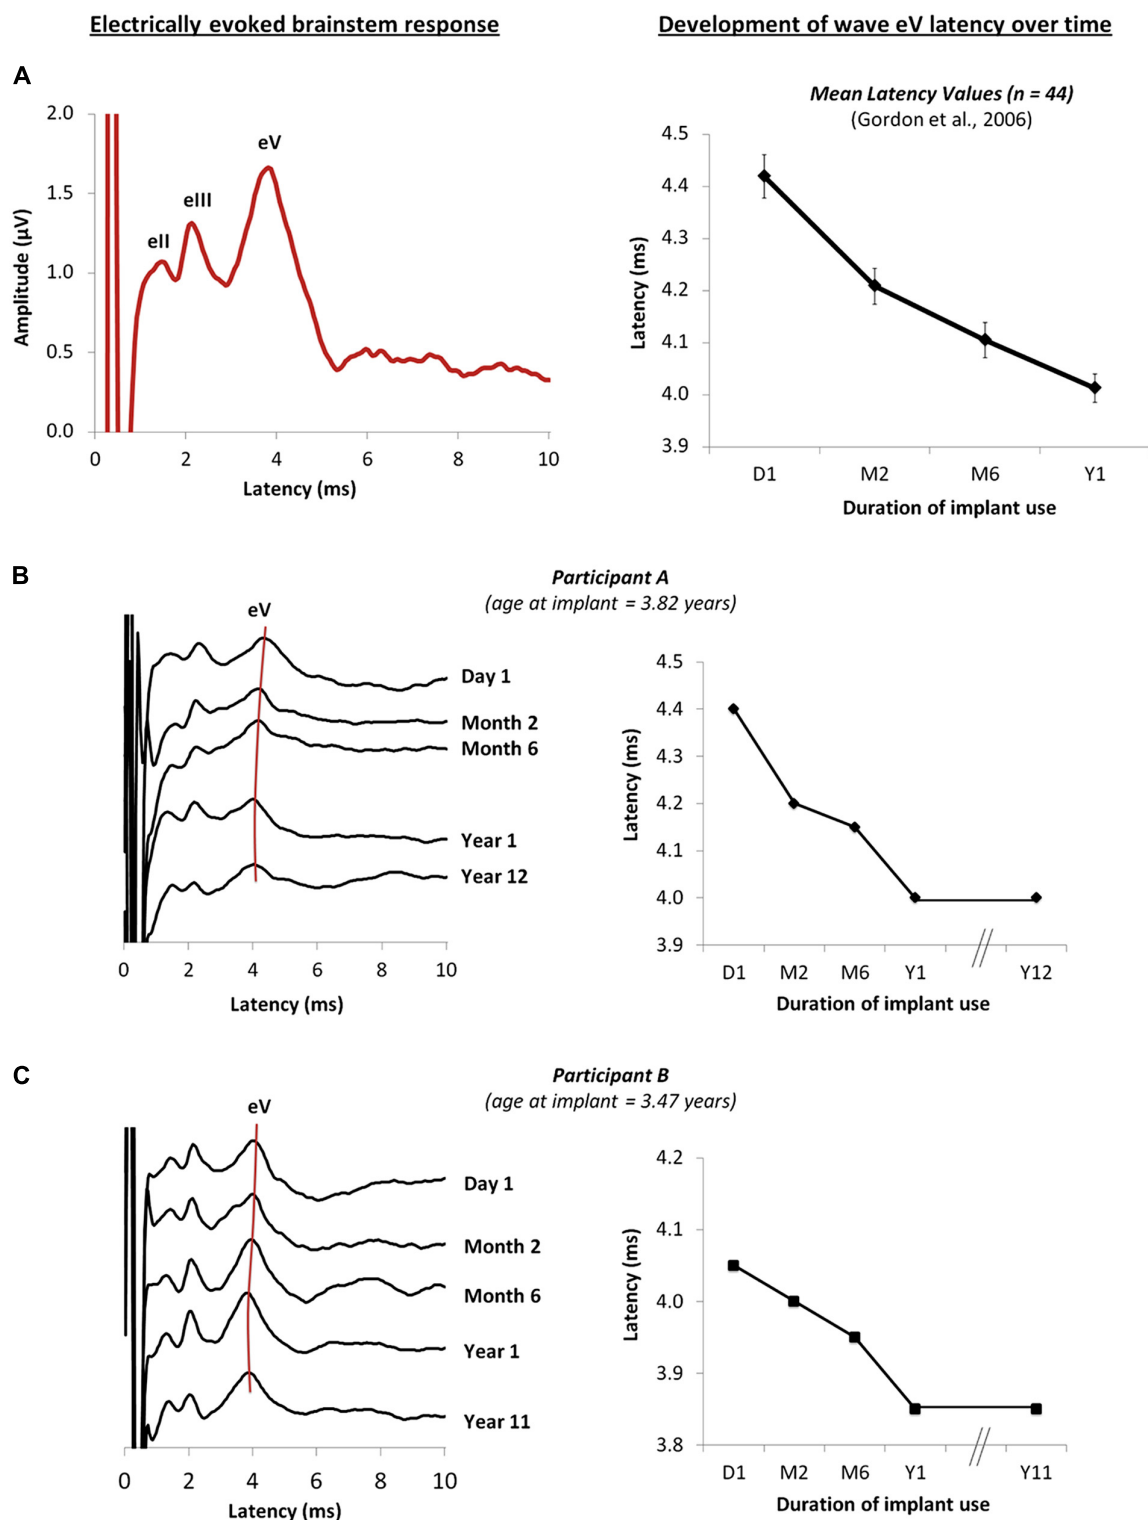 Electrically evoked brainstem response
Development of wave eV latency over time
A
2.0
1.5
1.0
0.5
0.0
Amplitude (µV)
eII
eIII
eV
0 2 4 6 8 10
Latency (ms)
Mean Latency Values (n = 44)
(Gordon et al., 2006)
4.5
4.4
4.3
4.2
4.1
4.0
3.9
Latency (ms)
D1 M2 M6 Y1
Duration of implant use
B
Participant A
(age at implant = 3.82 years)
eV
Day 1
Month 2
Month 6
Year 1
Year 12
0 2 4 6 8 10
Latency (ms)
4.5
4.4
4.3
4.2
4.1
4.0
3.9
Latency (ms)
D1 M2 M6 Y1 Y12
Duration of implant use
C
Participant B
(age at implant = 3.47 years)
eV
Day 1
Month 2
Month 6
Year 1
Year 11
0 2 4 6 8 10
Latency (ms)
4.2
4.1
4.0
3.9
3.8
Latency (ms)
D1 M2 M6 Y1 Y11
Duration of implant use